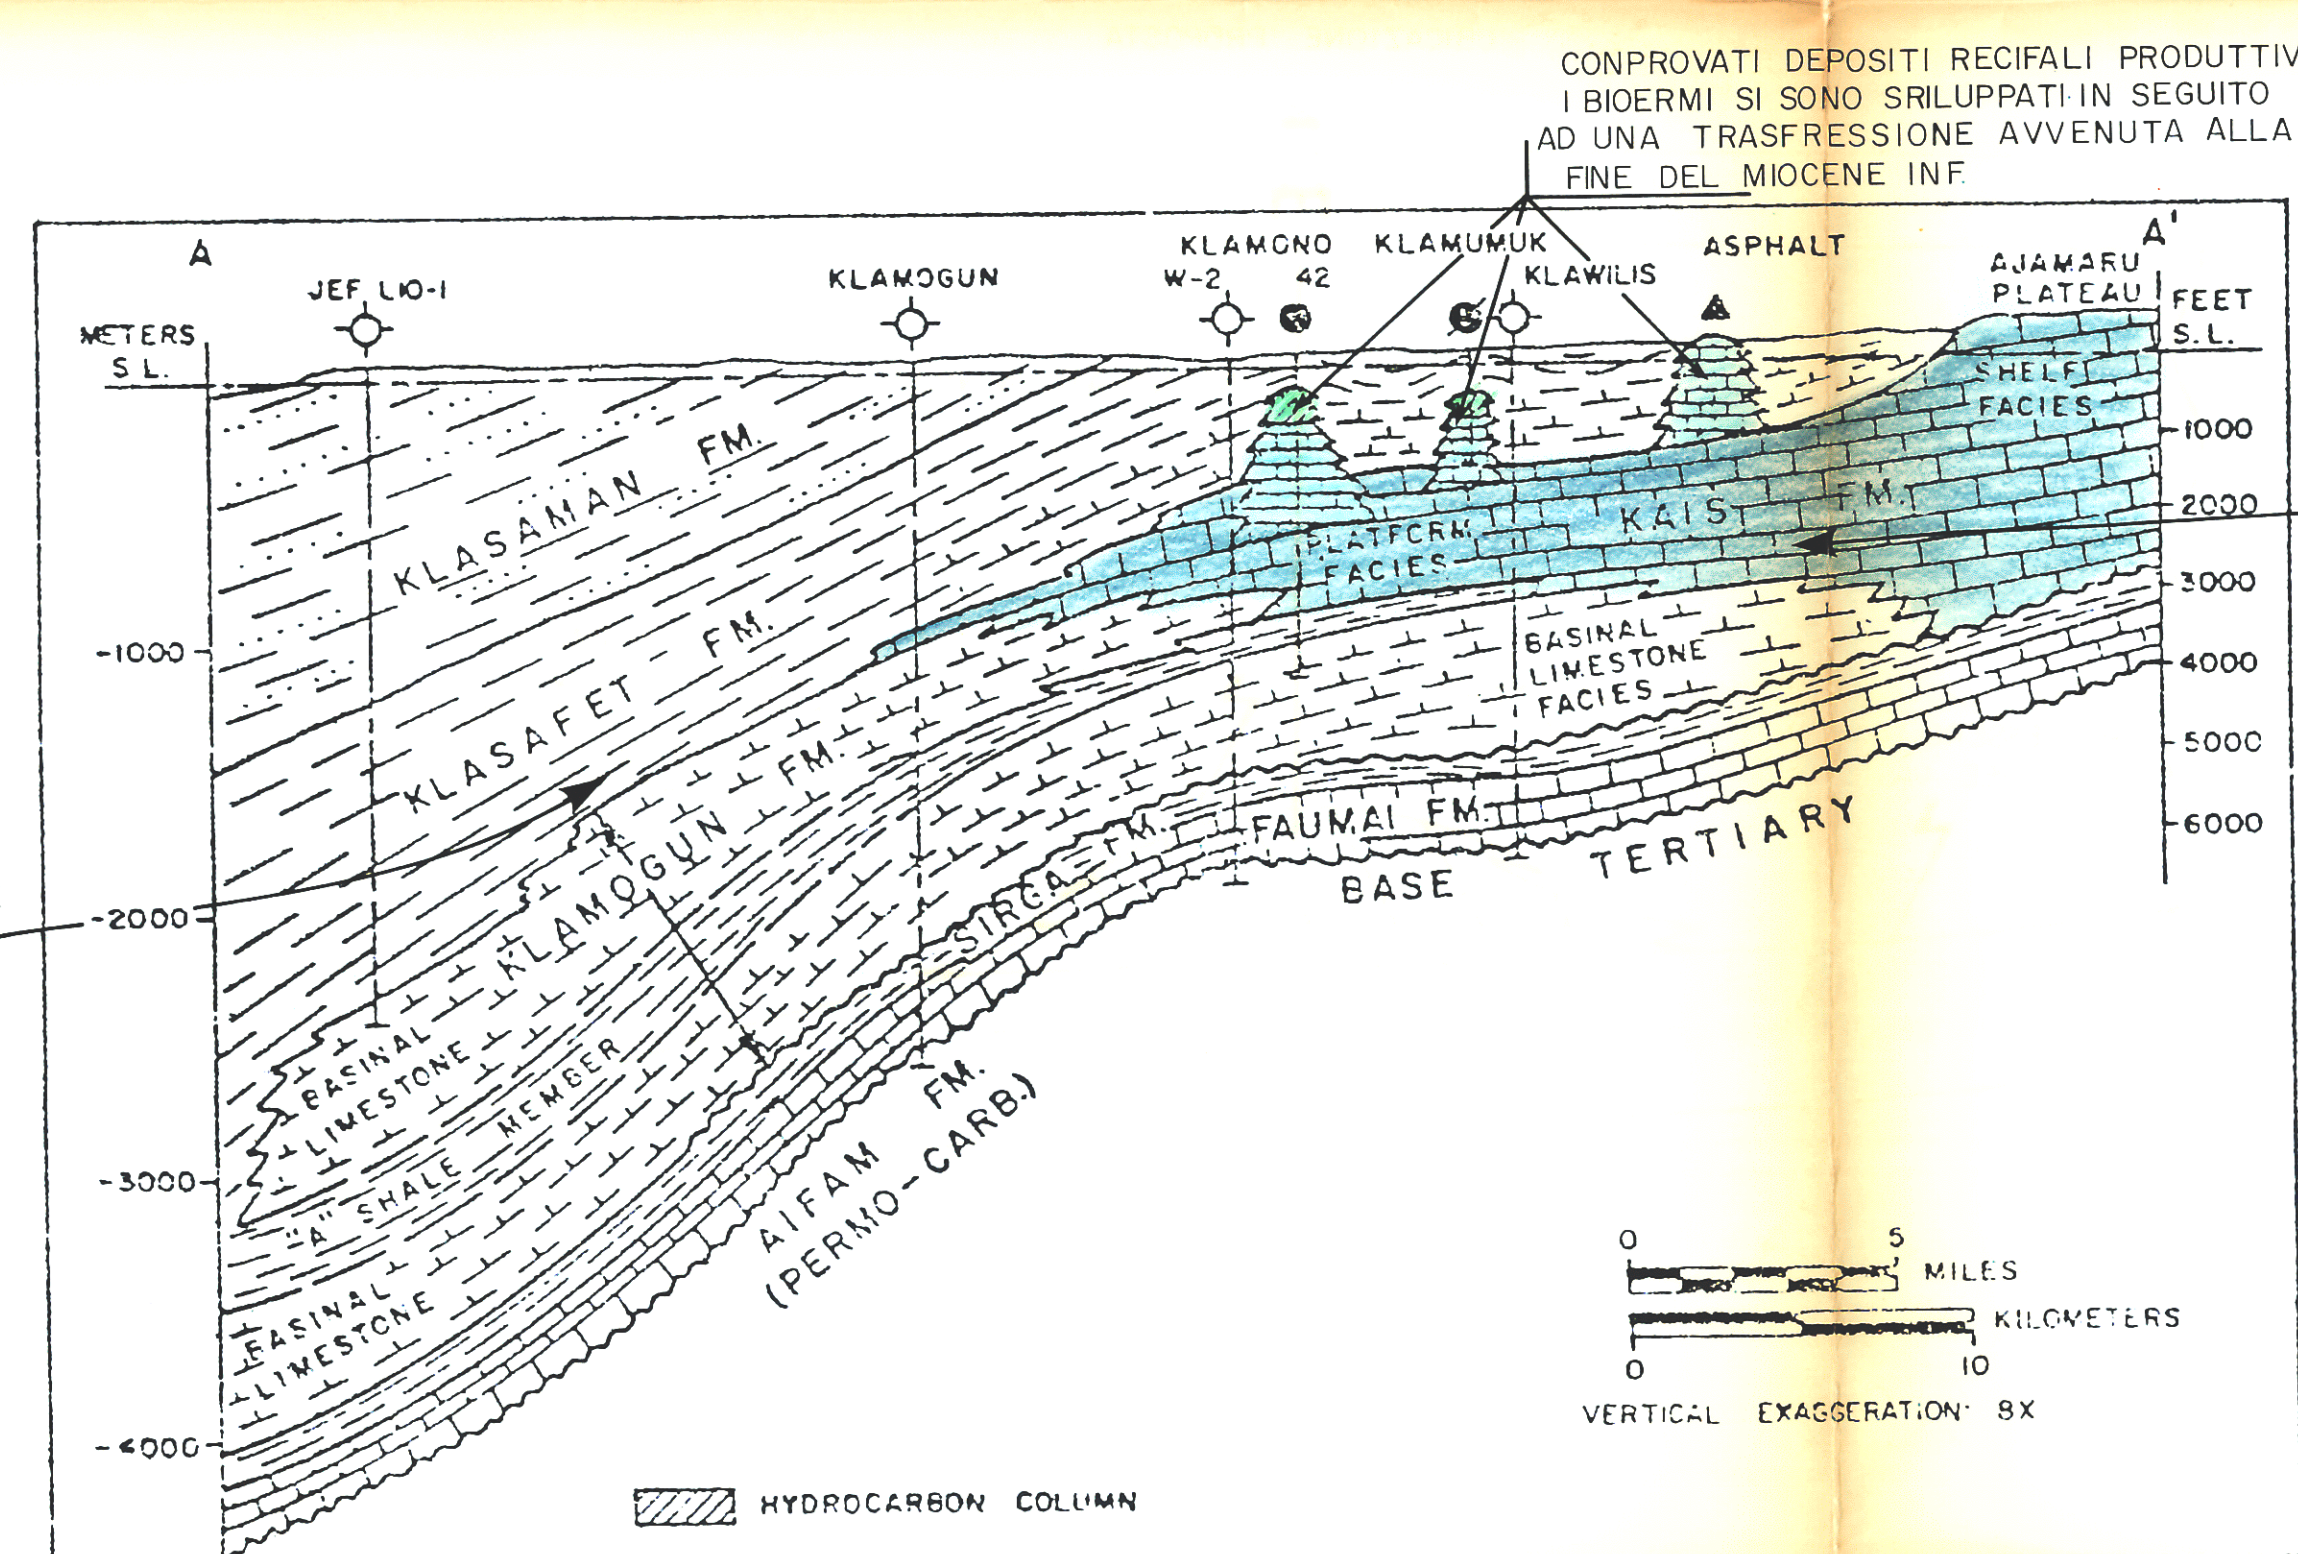 CONPROVATI DEPOSITI RECIFALI PRODUTTIV
I BIOERMI SI SONO SRILUPPATI IN SEGUITO
AD UNA TRASFRESSIONE AVVENUTA ALLA
FINE DEL MIOCENE INF.
A
A'
KLAMONO
KLAMUMUK
ASPHALT
AJAMARU
PLATEAU
JEF LIO-1
KLAMOGUN
W-2
42
KLAWILIS
METERS
S.L.
FEET
S.L.
SHELF
FACIES
1000
2000
3000
4000
5000
6000
KLASAMAN FM.
KAIS FM.
PLATFORM
FACIES
-1000
-2000
-3000
-4000
KLASAFET FM.
BASINAL
LIMESTONE
FACIES
KLAMOGUN FM.
FAUMAI FM.
SIRGA FM.
BASE TERTIARY
BASINAL
LIMESTONE
"A" SHALE MEMBER
BASINAL
LIMESTONE
AIFAM FM.
(PERMO-CARB.)
0 5
MILES
KILOMETERS
0 10
VERTICAL EXAGGERATION 8X
HYDROCARBON COLUMN